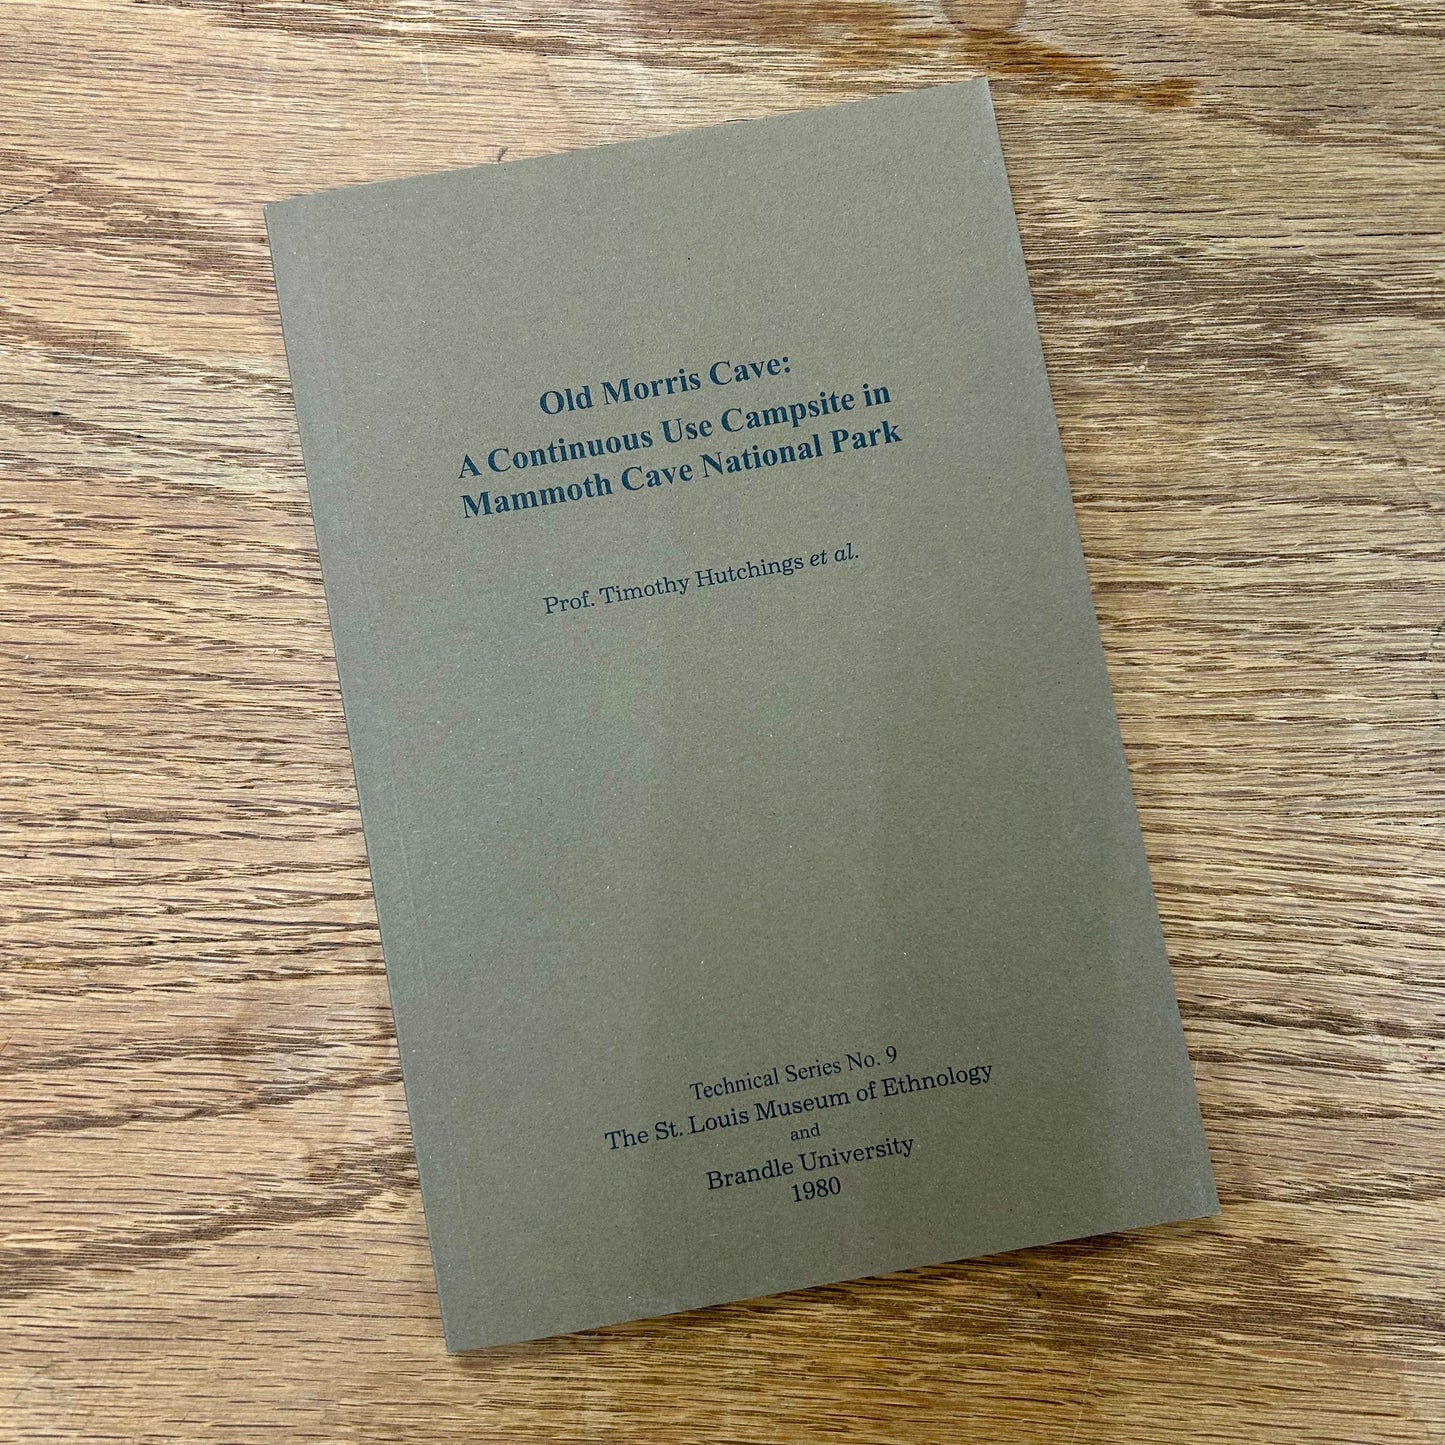 Old Morris Cave:
A Continuous Use Campsite in
Mammoth Cave National Park
Prof. Timothy Hutchings et al.
Technical Series No. 9
The St. Louis Museum of Ethnology
and
Brandle University
1980